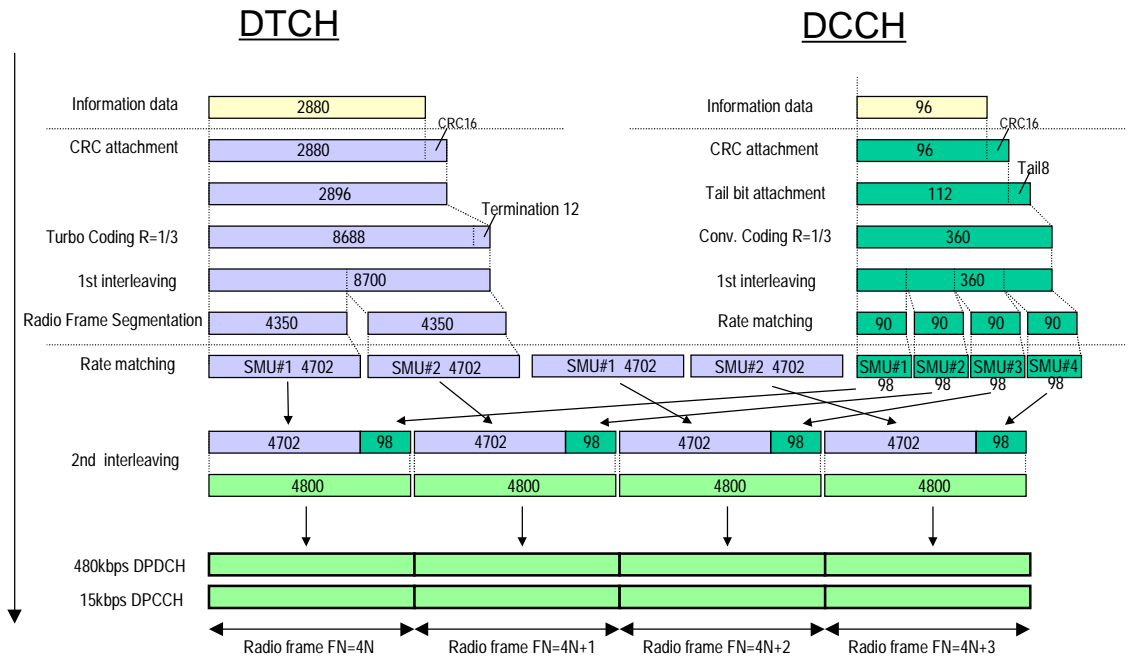 DTCH
DCCH
Information data
2880
Information data
96
CRC16
CRC16
CRC attachment
2880
CRC attachment
96
Tail8
2896
Tail bit attachment
112
Termination 12
Turbo Coding R=1/3
8688
Conv. Coding R=1/3
360
1st interleaving
8700
1st interleaving
360
Radio Frame Segmentation
4350
4350
Rate matching
90
90
90
90
Rate matching
SMU#1 4702
SMU#2 4702
SMU#1 4702
SMU#2 4702
SMU#1
SMU#2
SMU#3
SMU#4
98
98
98
98
2nd interleaving
4702
98
4702
98
4702
98
4702
98
4800
4800
4800
4800
480kbps DPDCH
15kbps DPCCH
Radio frame FN=4N
Radio frame FN=4N+1
Radio frame FN=4N+2
Radio frame FN=4N+3